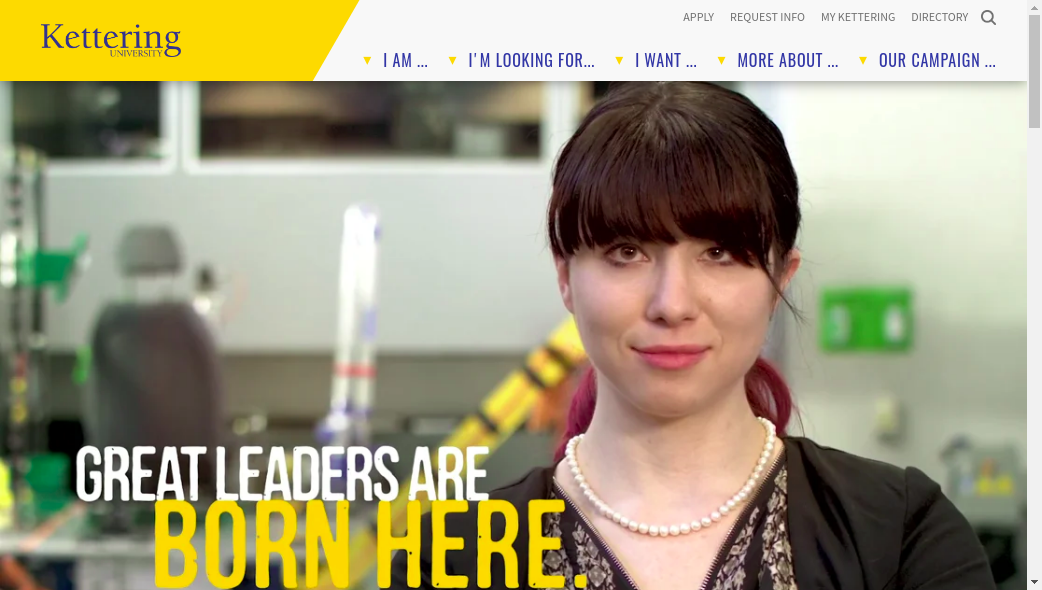 Kettering
UNIVERSITY
APPLY REQUEST INFO MY KETTERING DIRECTORY
I AM ... I'M LOOKING FOR... I WANT ... MORE ABOUT ... OUR CAMPAIGN ...
GREAT LEADERS ARE
BORN HERE.